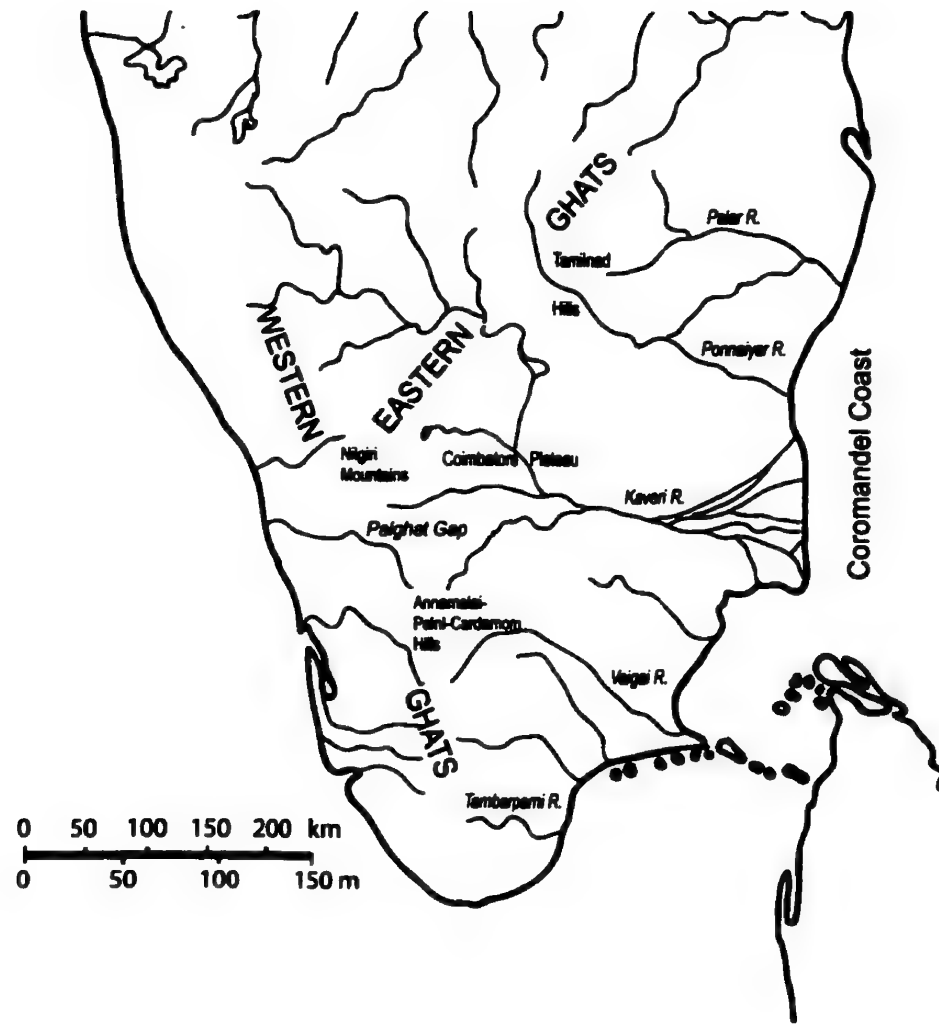 GHATS
Palar R.
Tamilnad
Hills
WESTERN
EASTERN
Ponnaiyar R.
Coromandel Coast
Nilgiri
Mountains
Coimbatore Plateau
Kaveri R.
Palghat Gap
Annamalai-
Palni-Cardamom
Hills
Vaigai R.
GHATS
Tambarparni R.
0 50 100 150 200 km
0 50 100 150 m